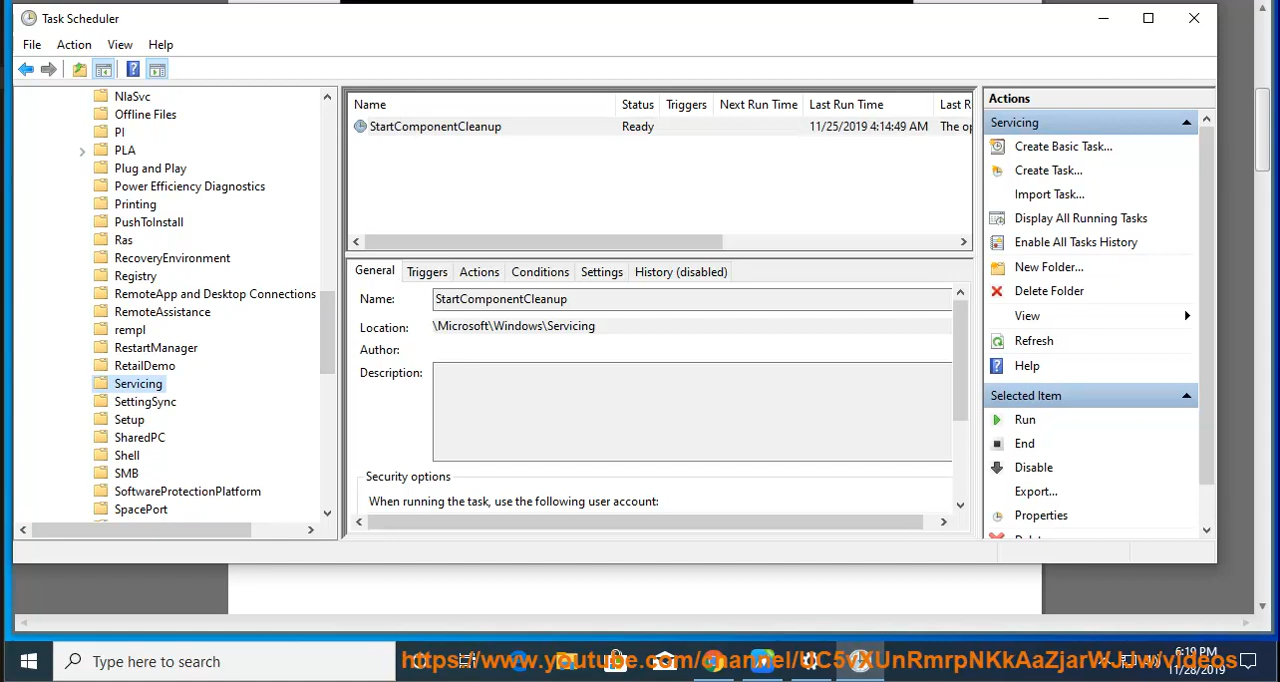 Task Scheduler
File Action View Help
NlaSvc
Offline Files
PI
PLA
Plug and Play
Power Efficiency Diagnostics
Printing
PushToInstall
Ras
RecoveryEnvironment
Registry
RemoteApp and Desktop Connections
RemoteAssistance
rempl
RestartManager
RetailDemo
Servicing
SettingSync
Setup
SharedPC
Shell
SMB
SoftwareProtectionPlatform
SpacePort
Name Status Triggers Next Run Time Last Run Time Last R
StartComponentCleanup Ready 11/25/2019 4:14:49 AM The op
General Triggers Actions Conditions Settings History (disabled)
Name: StartComponentCleanup
Location: \Microsoft\Windows\Servicing
Author:
Description:
Security options
When running the task, use the following user account:
Actions
Servicing
Create Basic Task...
Create Task...
Import Task...
Display All Running Tasks
Enable All Tasks History
New Folder...
Delete Folder
View
Refresh
Help
Selected Item
Run
End
Disable
Export...
Properties
Type here to search
6:19 PM
11/28/2019